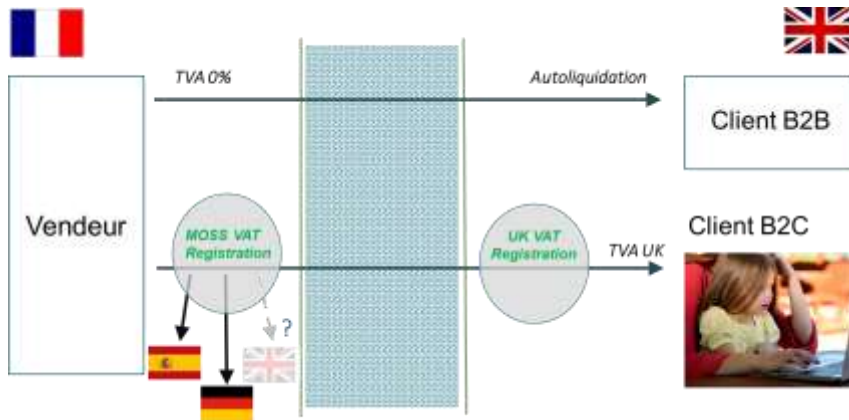 TVA 0%
Autoliquidation
Client B2B
Vendeur
MOSS VAT
Registration
UK VAT
Registration
Client B2C
TVA UK
?